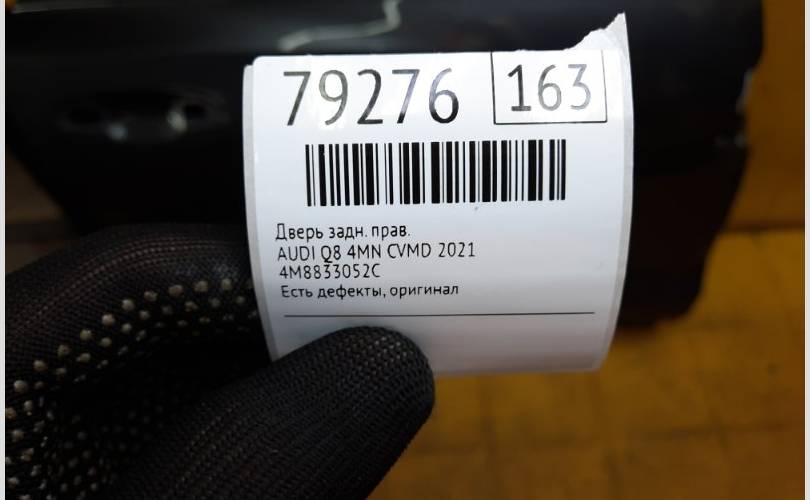 79276 163
Дверь задн. прав.
AUDI Q8 4MN CVMD 2021
4M8833052C
Есть дефекты, оригинал